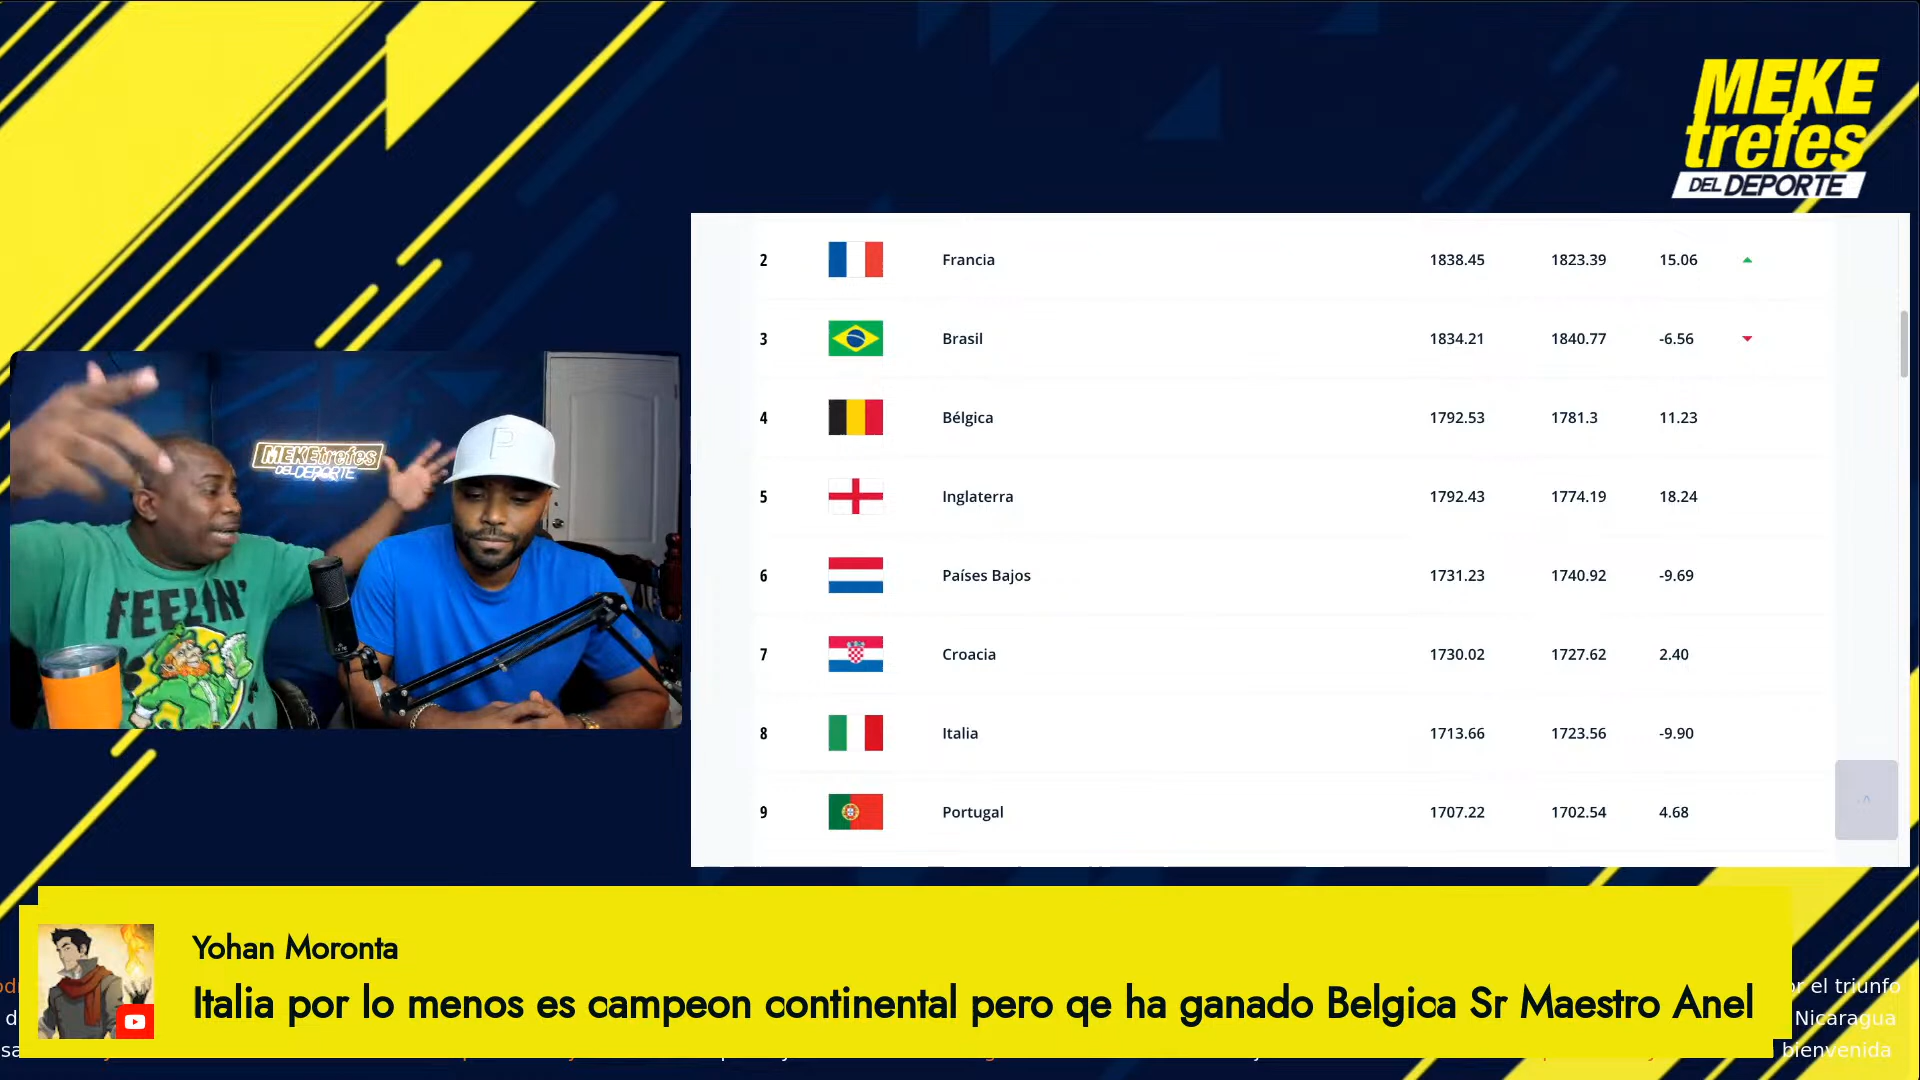 MEKE
trefes
DEL DEPORTE
2 Francia 1838.45 1823.39 15.06
3 Brasil 1834.21 1840.77 -6.56
4 Bélgica 1792.53 1781.3 11.23
5 Inglaterra 1792.43 1774.19 18.24
6 Países Bajos 1731.23 1740.92 -9.69
7 Croacia 1730.02 1727.62 2.40
8 Italia 1713.66 1723.56 -9.90
9 Portugal 1707.22 1702.54 4.68
MEKEtrefes
DEL DEPORTE
P
FEELIN'
Yohan Moronta
Italia por lo menos es campeon continental pero qe ha ganado Belgica Sr Maestro Anel
el triunfo
Nicaragua
bienvenida